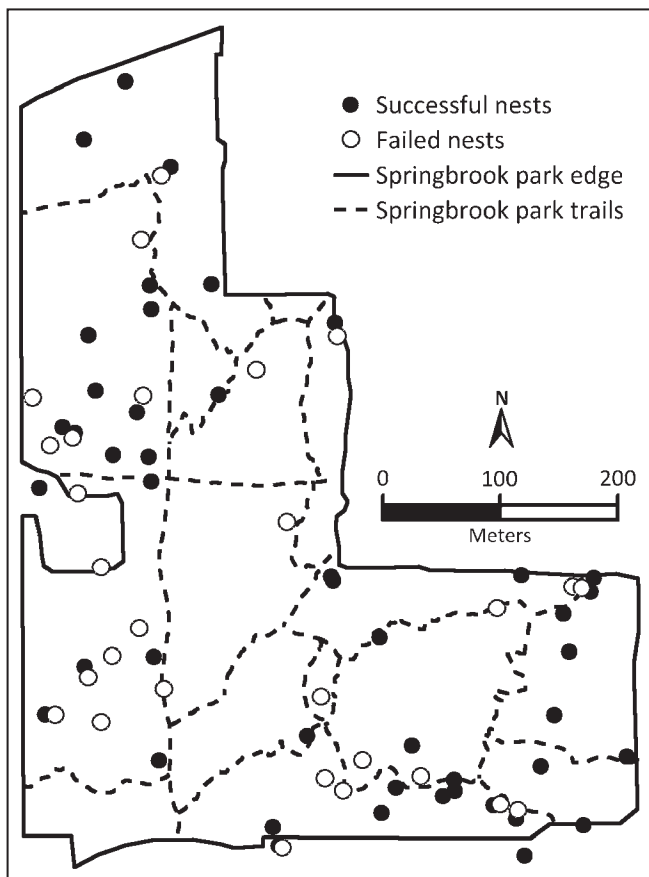 Successful nests
Failed nests
Springbrook park edge
Springbrook park trails
N
0 100 200
Meters